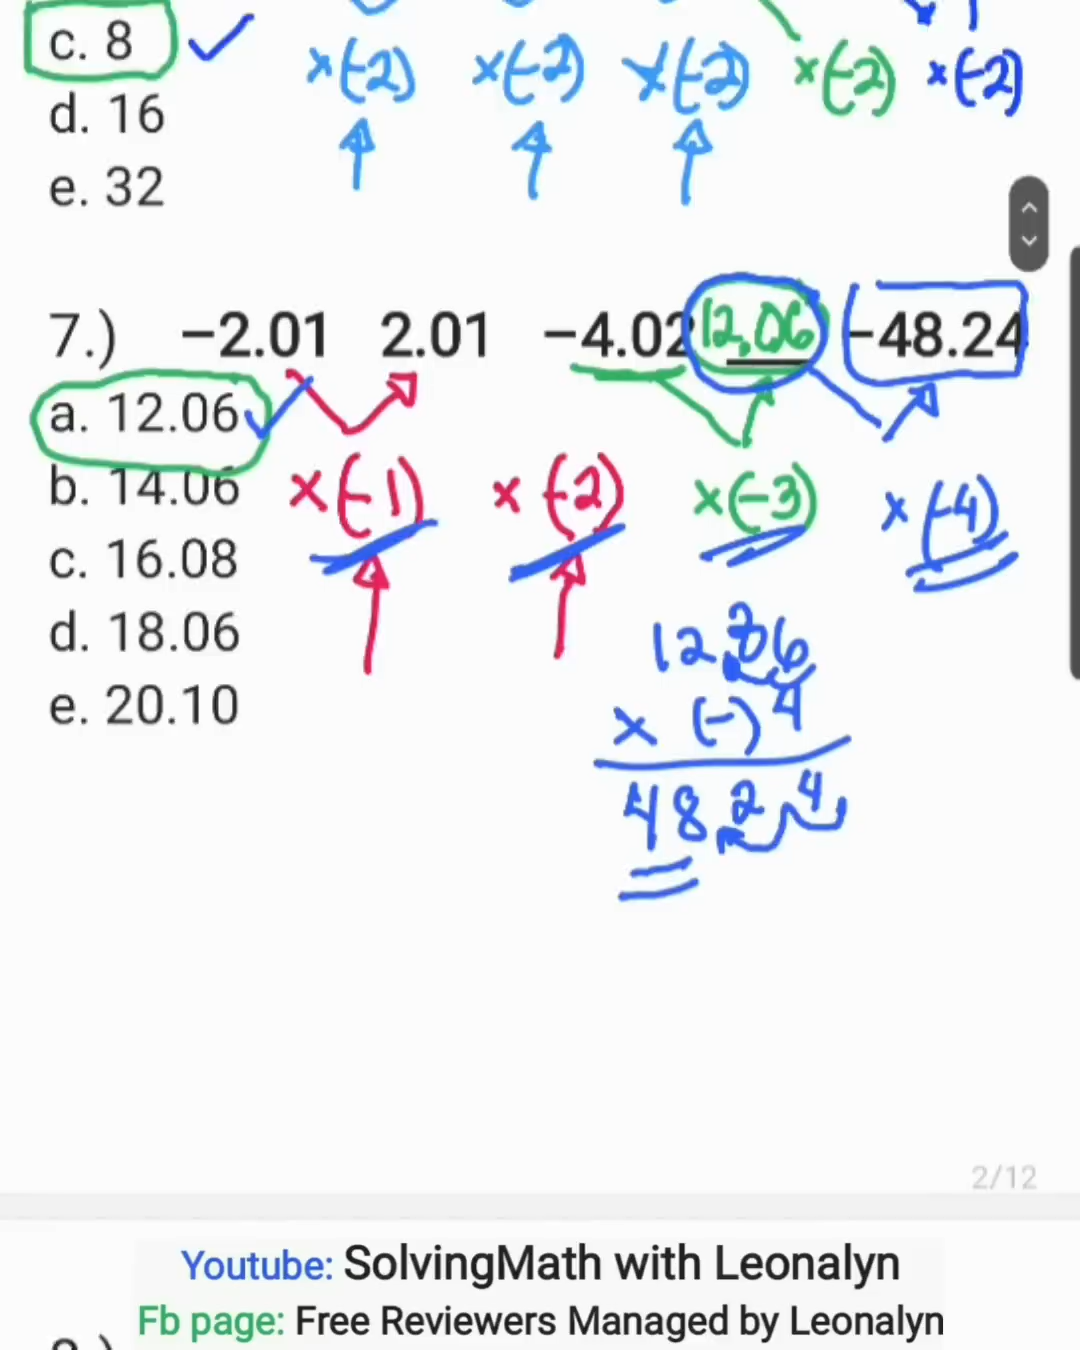 c. 8
x(-2) x(-2) x(-2) x(-2) x(-2)
d. 16
e. 32
7.) -2.01 2.01 -4.02 12.06 -48.24
a. 12.06
b. 14.06 x(-1) x(-2) x(-3) x(-4)
c. 16.08
d. 18.06
12.06
e. 20.10
x (-) 4
48.24
2/12
Youtube: SolvingMath with Leonalyn
Fb page: Free Reviewers Managed by Leonalyn